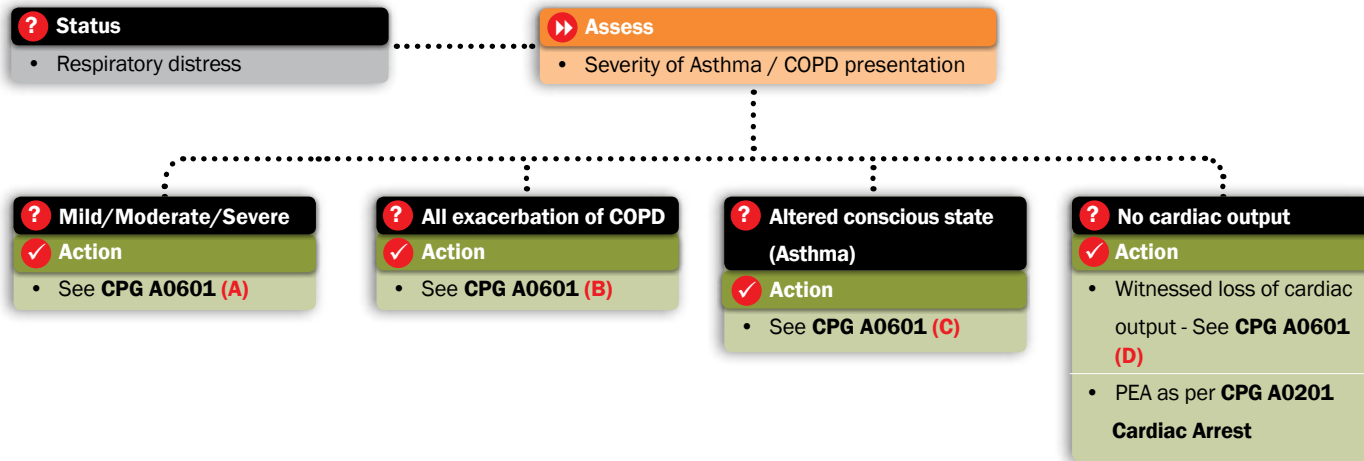 ? Status
• Respiratory distress
Assess
• Severity of Asthma / COPD presentation
? Mild/Moderate/Severe
Action
• See CPG A0601 (A)
? All exacerbation of COPD
Action
• See CPG A0601 (B)
? Altered conscious state
(Asthma)
Action
• See CPG A0601 (C)
? No cardiac output
Action
• Witnessed loss of cardiac
output - See CPG A0601
(D)
• PEA as per CPG A0201
Cardiac Arrest